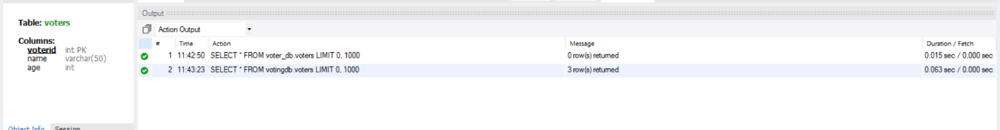 Output
Table: voters
Action Output
Columns:
# Time Action Message Duration / Fetch
voterid int PK
name varchar(50)
age int
1 11:42:50 SELECT * FROM voter_db.voters LIMIT 0, 1000 0 row(s) returned 0.015 sec / 0.000 sec
2 11:43:23 SELECT * FROM votingdb.voters LIMIT 0, 1000 3 row(s) returned 0.063 sec / 0.000 sec
Object Info Session